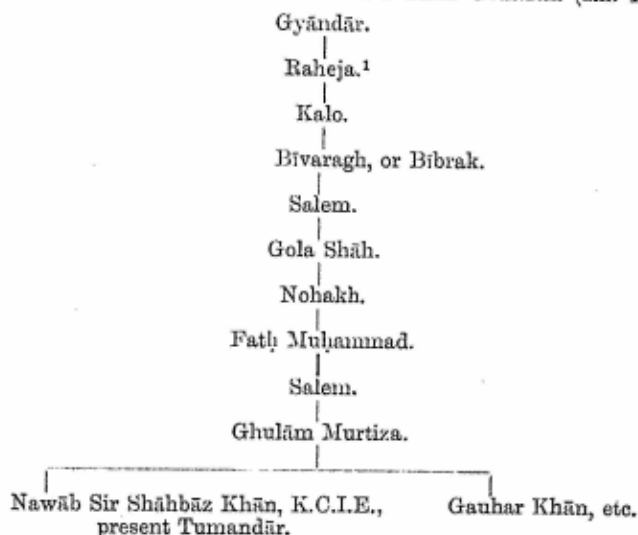 Gyāndār.
Raheja.¹
Kalo.
Bīvaragh, or Bībrak.
Salem.
Gola Shāh.
Nohakh.
Fatḥ Muḥammad.
Salem.
Ghulām Murtiza.
Nawāb Sir Shāhbāz Khān, K.C.I.E., Gauhar Khān, etc.
present Tumandār.